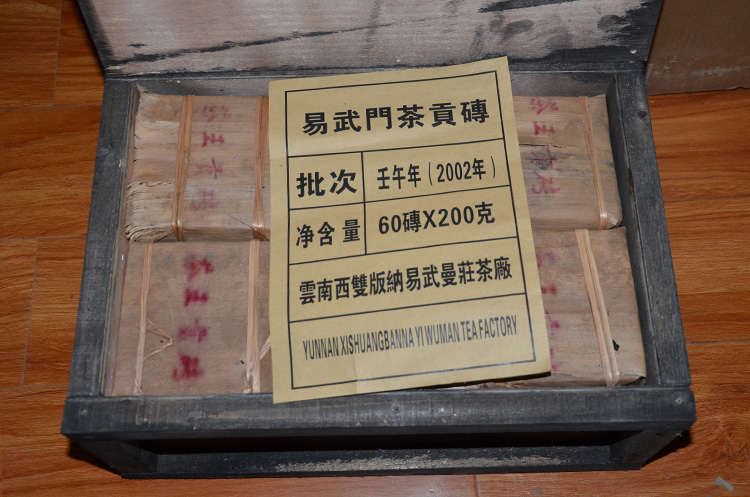 易武門茶貢磚
批次 壬午年（2002年）
净含量 60磚X200克
雲南西雙版納易武曼莊茶廠
YUNNAN XISHUANGBANNA YI WUMAN TEA FACTORY